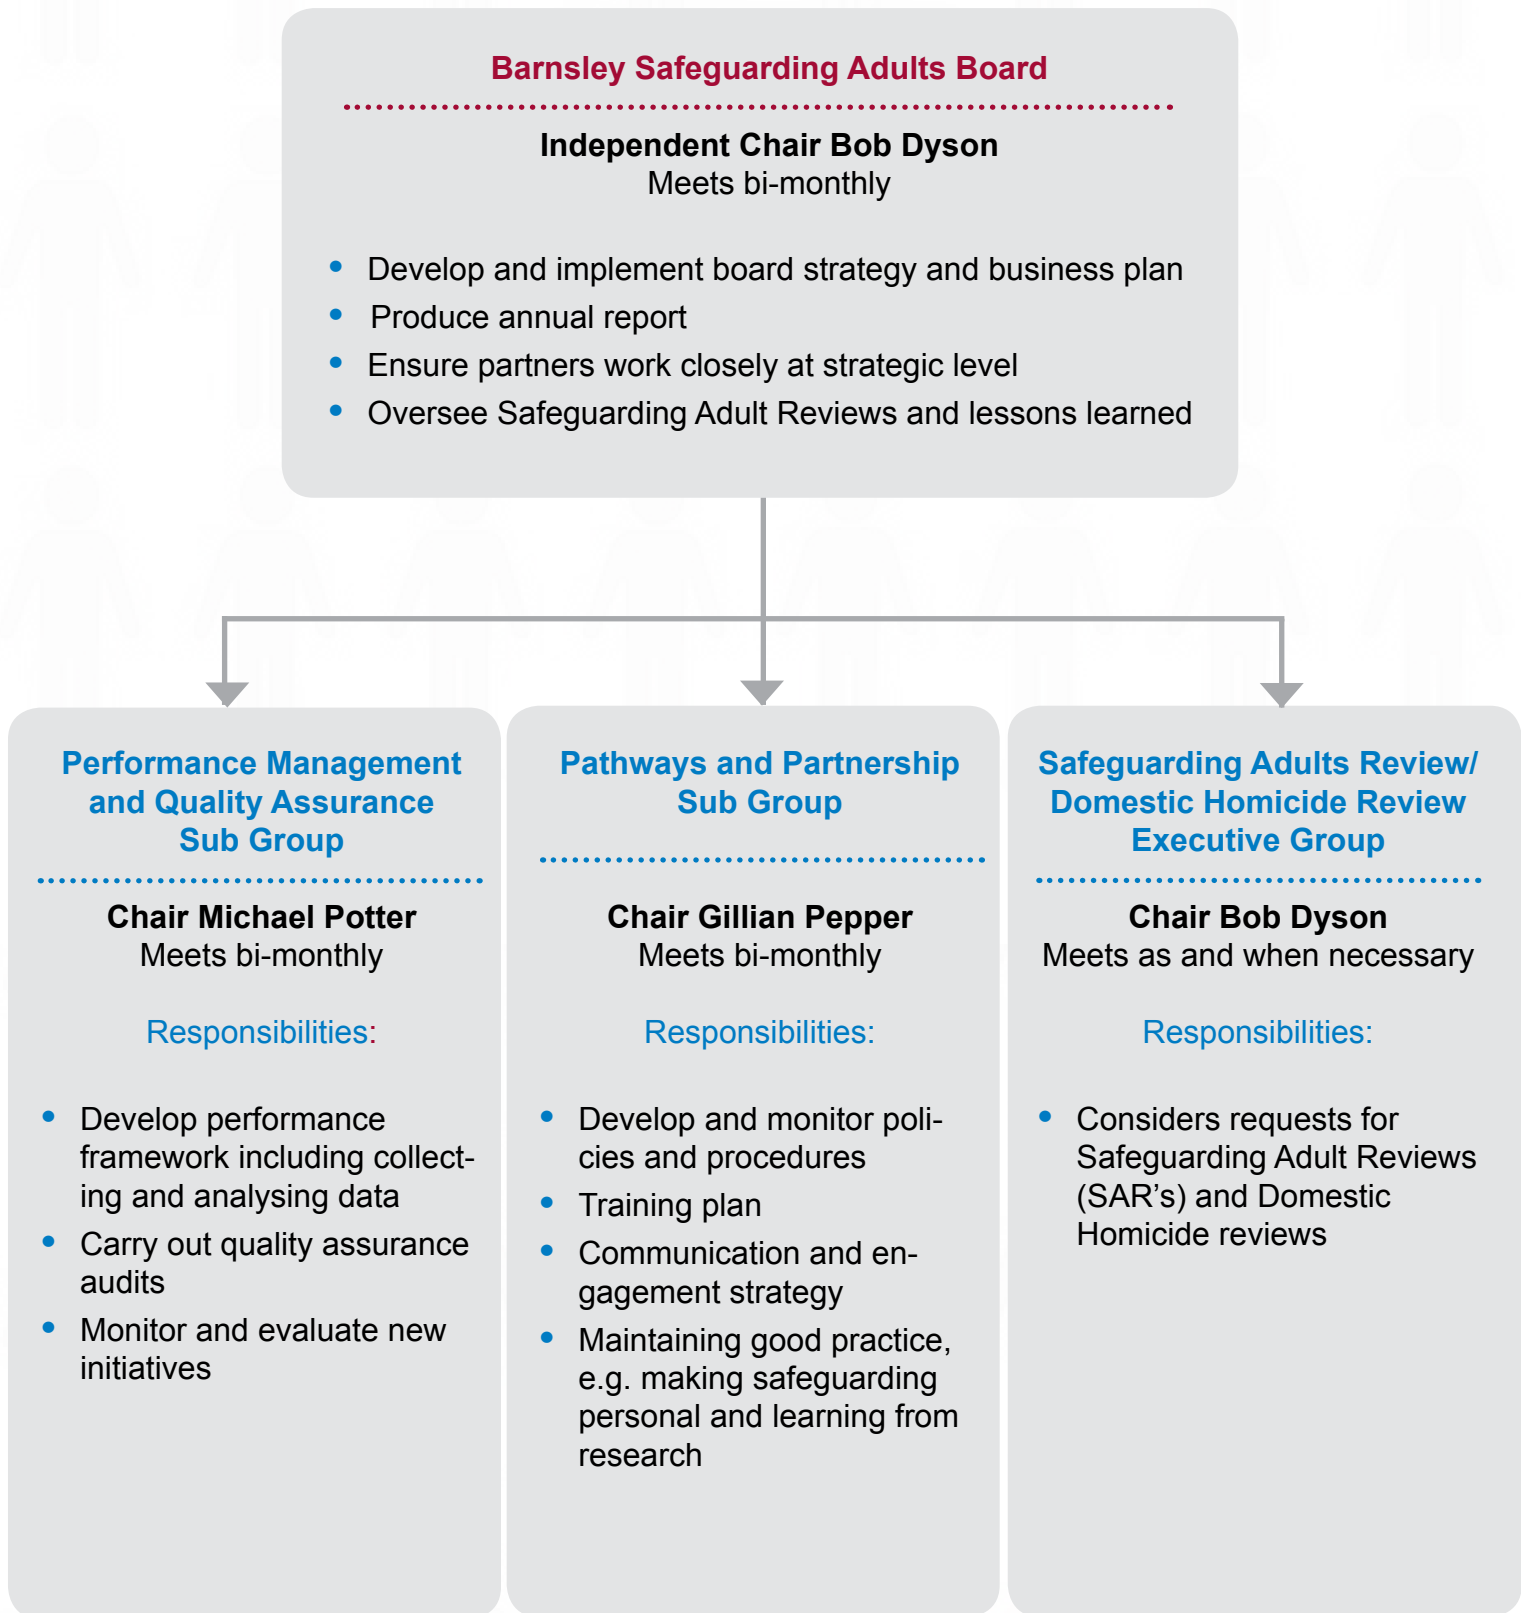 Barnsley Safeguarding Adults Board
Independent Chair Bob Dyson
Meets bi-monthly
• Develop and implement board strategy and business plan
• Produce annual report
• Ensure partners work closely at strategic level
• Oversee Safeguarding Adult Reviews and lessons learned
Performance Management
and Quality Assurance
Sub Group
Chair Michael Potter
Meets bi-monthly
Responsibilities:
• Develop performance
framework including collect-
ing and analysing data
• Carry out quality assurance
audits
• Monitor and evaluate new
initiatives
Pathways and Partnership
Sub Group
Chair Gillian Pepper
Meets bi-monthly
Responsibilities:
• Develop and monitor poli-
cies and procedures
• Training plan
• Communication and en-
gagement strategy
• Maintaining good practice,
e.g. making safeguarding
personal and learning from
research
Safeguarding Adults Review/
Domestic Homicide Review
Executive Group
Chair Bob Dyson
Meets as and when necessary
Responsibilities:
• Considers requests for
Safeguarding Adult Reviews
(SAR's) and Domestic
Homicide reviews